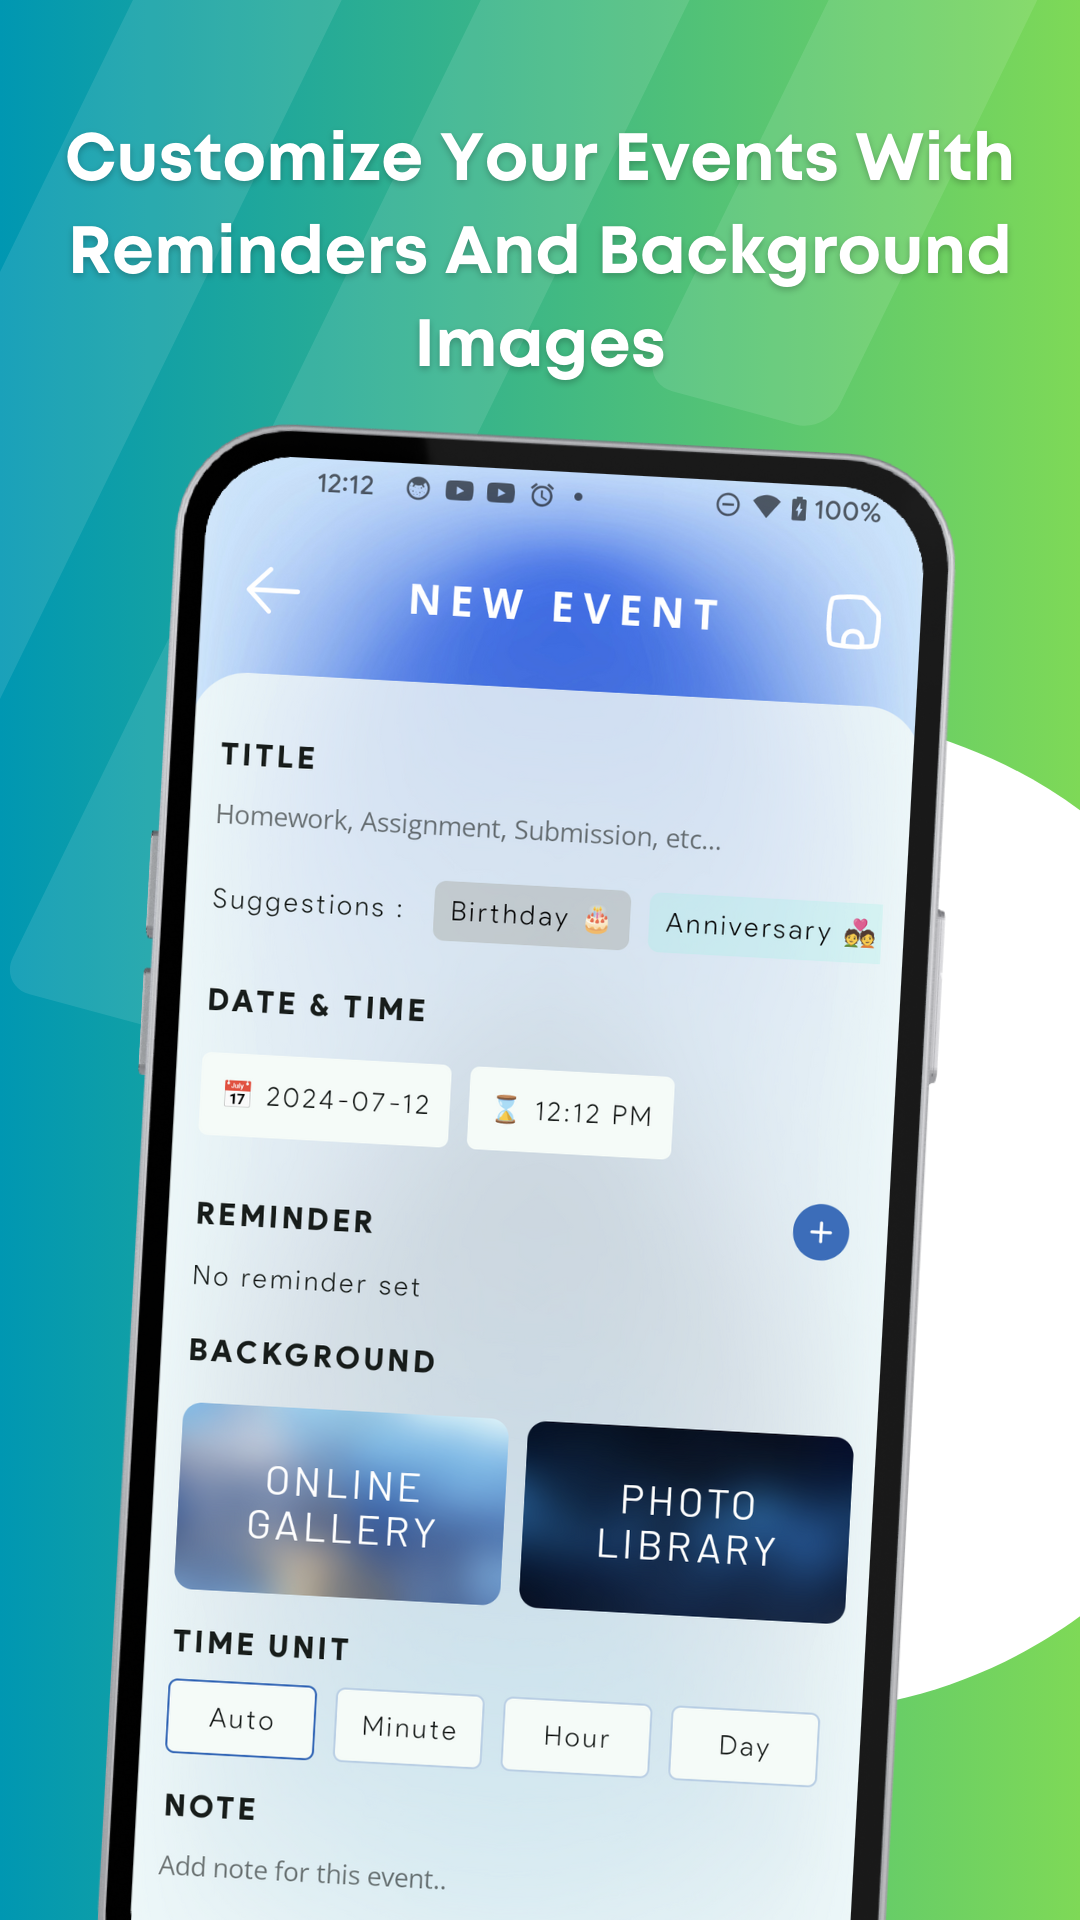 Customize Your Events With
Reminders And Background
Images
12:12
100%
NEW EVENT
TITLE
Homework, Assignment, Submission, etc...
Suggestions :
Birthday 🎂
Anniversary 💑
DATE & TIME
📅 2024-07-12
⌛ 12:12 PM
REMINDER
No reminder set
BACKGROUND
ONLINE
GALLERY
PHOTO
LIBRARY
TIME UNIT
Auto
Minute
Hour
Day
NOTE
Add note for this event..